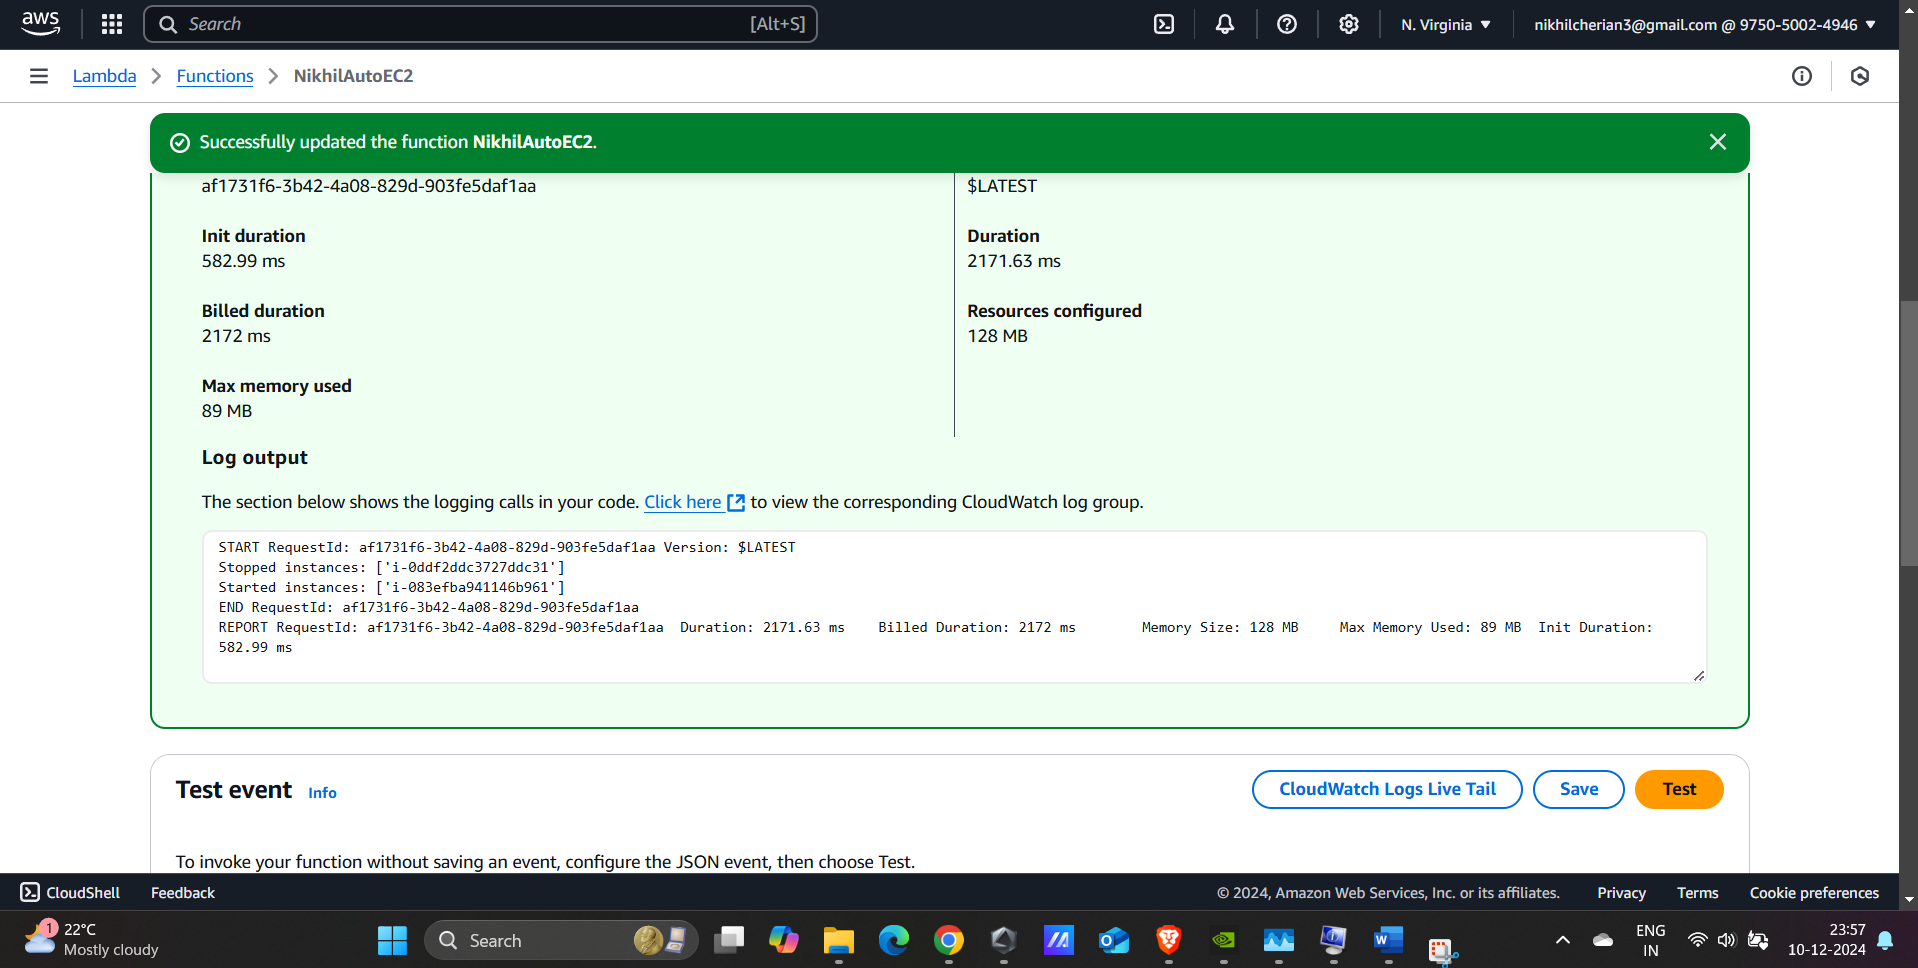 aws
Search [Alt+S]
N. Virginia
nikhilcherian3@gmail.com @ 9750-5002-4946
Lambda > Functions > NikhilAutoEC2
Successfully updated the function NikhilAutoEC2.
af1731f6-3b42-4a08-829d-903fe5daf1aa
$LATEST
Init duration
582.99 ms
Duration
2171.63 ms
Billed duration
2172 ms
Resources configured
128 MB
Max memory used
89 MB
Log output
The section below shows the logging calls in your code. Click here to view the corresponding CloudWatch log group.
START RequestId: af1731f6-3b42-4a08-829d-903fe5daf1aa Version: $LATEST
Stopped instances: ['i-0ddf2ddc3727ddc31']
Started instances: ['i-083efba941146b961']
END RequestId: af1731f6-3b42-4a08-829d-903fe5daf1aa
REPORT RequestId: af1731f6-3b42-4a08-829d-903fe5daf1aa Duration: 2171.63 ms Billed Duration: 2172 ms Memory Size: 128 MB Max Memory Used: 89 MB Init Duration:
582.99 ms
Test event Info
CloudWatch Logs Live Tail
Save
Test
To invoke your function without saving an event, configure the JSON event, then choose Test.
CloudShell Feedback
© 2024, Amazon Web Services, Inc. or its affiliates. Privacy Terms Cookie preferences
1
22°C
Mostly cloudy
Search
ENG
IN
23:57
10-12-2024